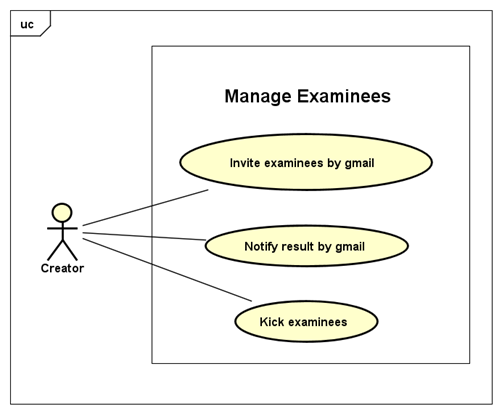 uc
Manage Examinees
Invite examinees by gmail
Notify result by gmail
Creator
Kick examinees